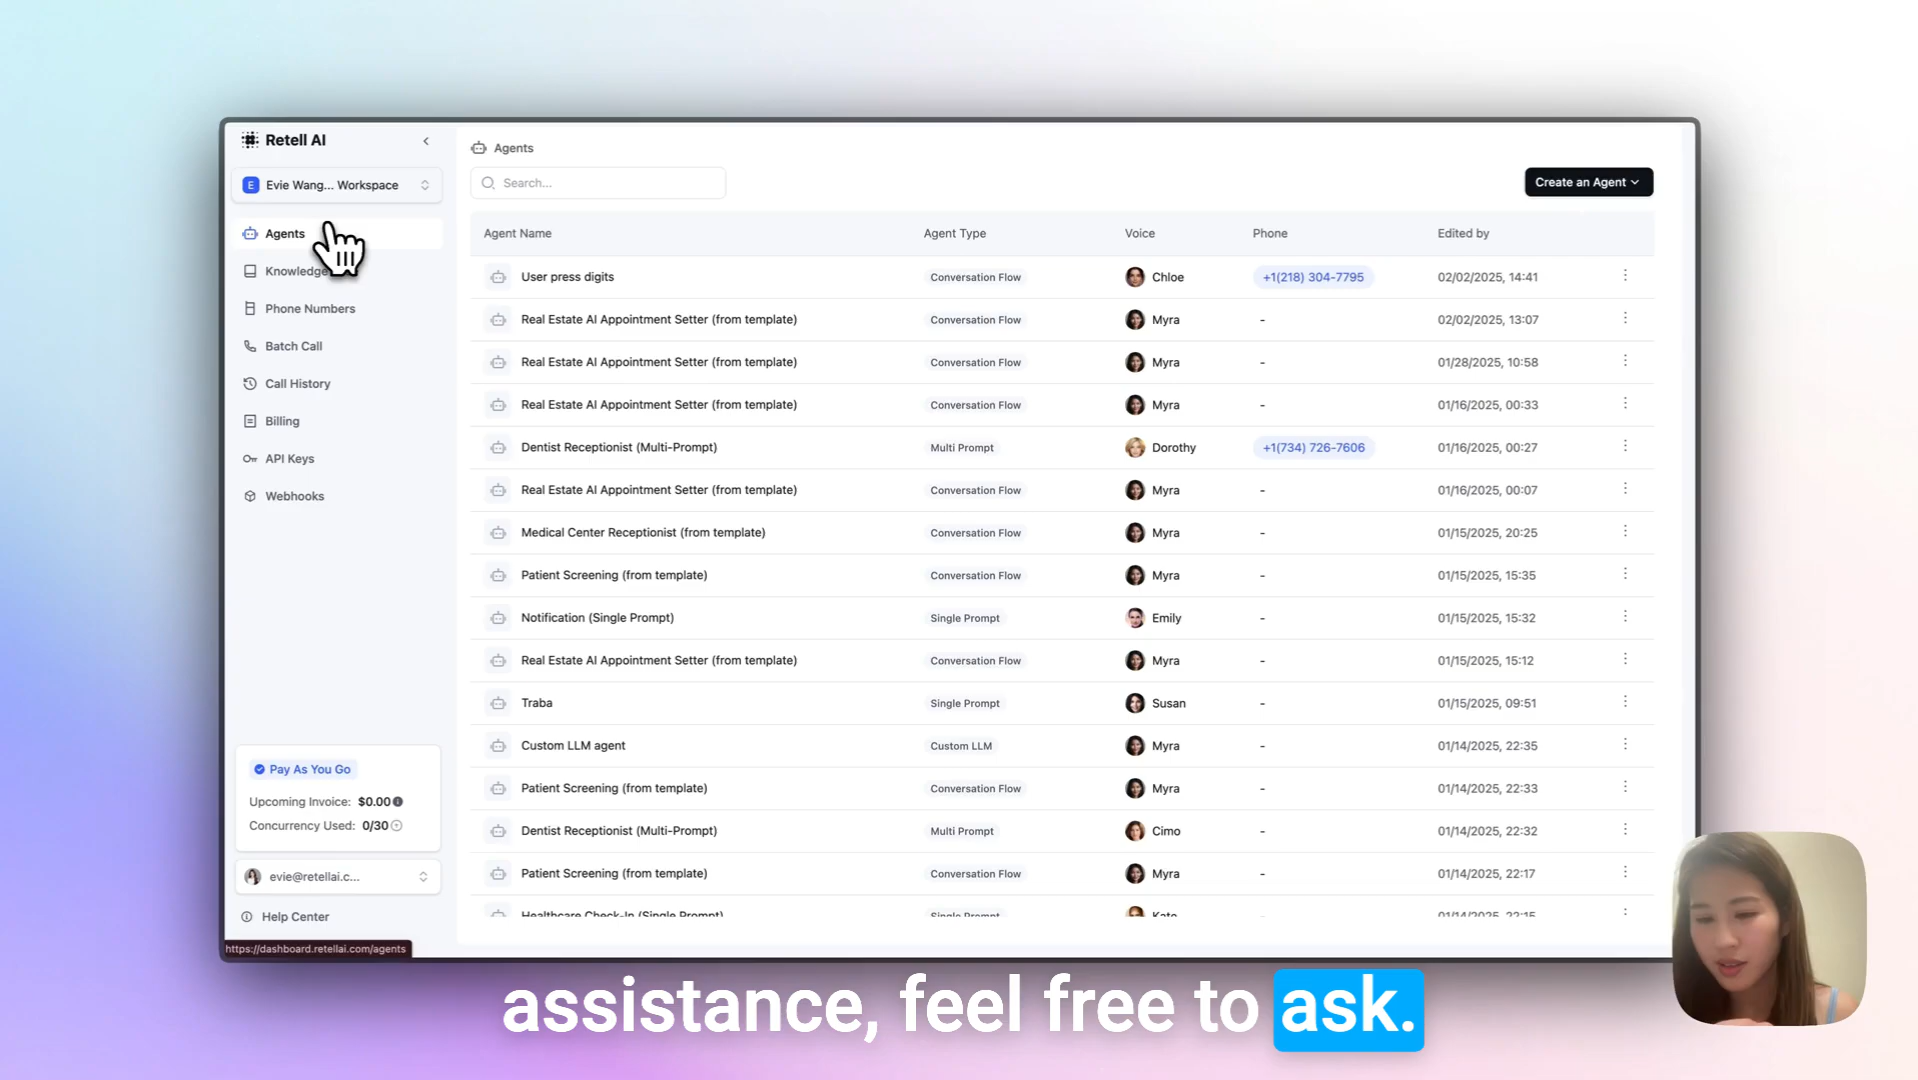 Retell AI
E Evie Wang... Workspace
Agents
Knowledge
Phone Numbers
Batch Call
Call History
Billing
API Keys
Webhooks
Pay As You Go
Upcoming Invoice: $0.00
Concurrency Used: 0/30
evie@retellai.c...
Help Center
https://dashboard.retellai.com/agents
Agents
Search...
Create an Agent
Agent Name Agent Type Voice Phone Edited by
User press digits Conversation Flow Chloe +1(218) 304-7795 02/02/2025, 14:41
Real Estate AI Appointment Setter (from template) Conversation Flow Myra - 02/02/2025, 13:07
Real Estate AI Appointment Setter (from template) Conversation Flow Myra - 01/28/2025, 10:58
Real Estate AI Appointment Setter (from template) Conversation Flow Myra - 01/16/2025, 00:33
Dentist Receptionist (Multi-Prompt) Multi Prompt Dorothy +1(734) 726-7606 01/16/2025, 00:27
Real Estate AI Appointment Setter (from template) Conversation Flow Myra - 01/16/2025, 00:07
Medical Center Receptionist (from template) Conversation Flow Myra - 01/15/2025, 20:25
Patient Screening (from template) Conversation Flow Myra - 01/15/2025, 15:35
Notification (Single Prompt) Single Prompt Emily - 01/15/2025, 15:32
Real Estate AI Appointment Setter (from template) Conversation Flow Myra - 01/15/2025, 15:12
Traba Single Prompt Susan - 01/15/2025, 09:51
Custom LLM agent Custom LLM Myra - 01/14/2025, 22:35
Patient Screening (from template) Conversation Flow Myra - 01/14/2025, 22:33
Dentist Receptionist (Multi-Prompt) Multi Prompt Cimo - 01/14/2025, 22:32
Patient Screening (from template) Conversation Flow Myra - 01/14/2025, 22:17
Healthcare Check-In (Single Prompt) Single Prompt Kate - 01/14/2025, 22:15
assistance, feel free to ask.